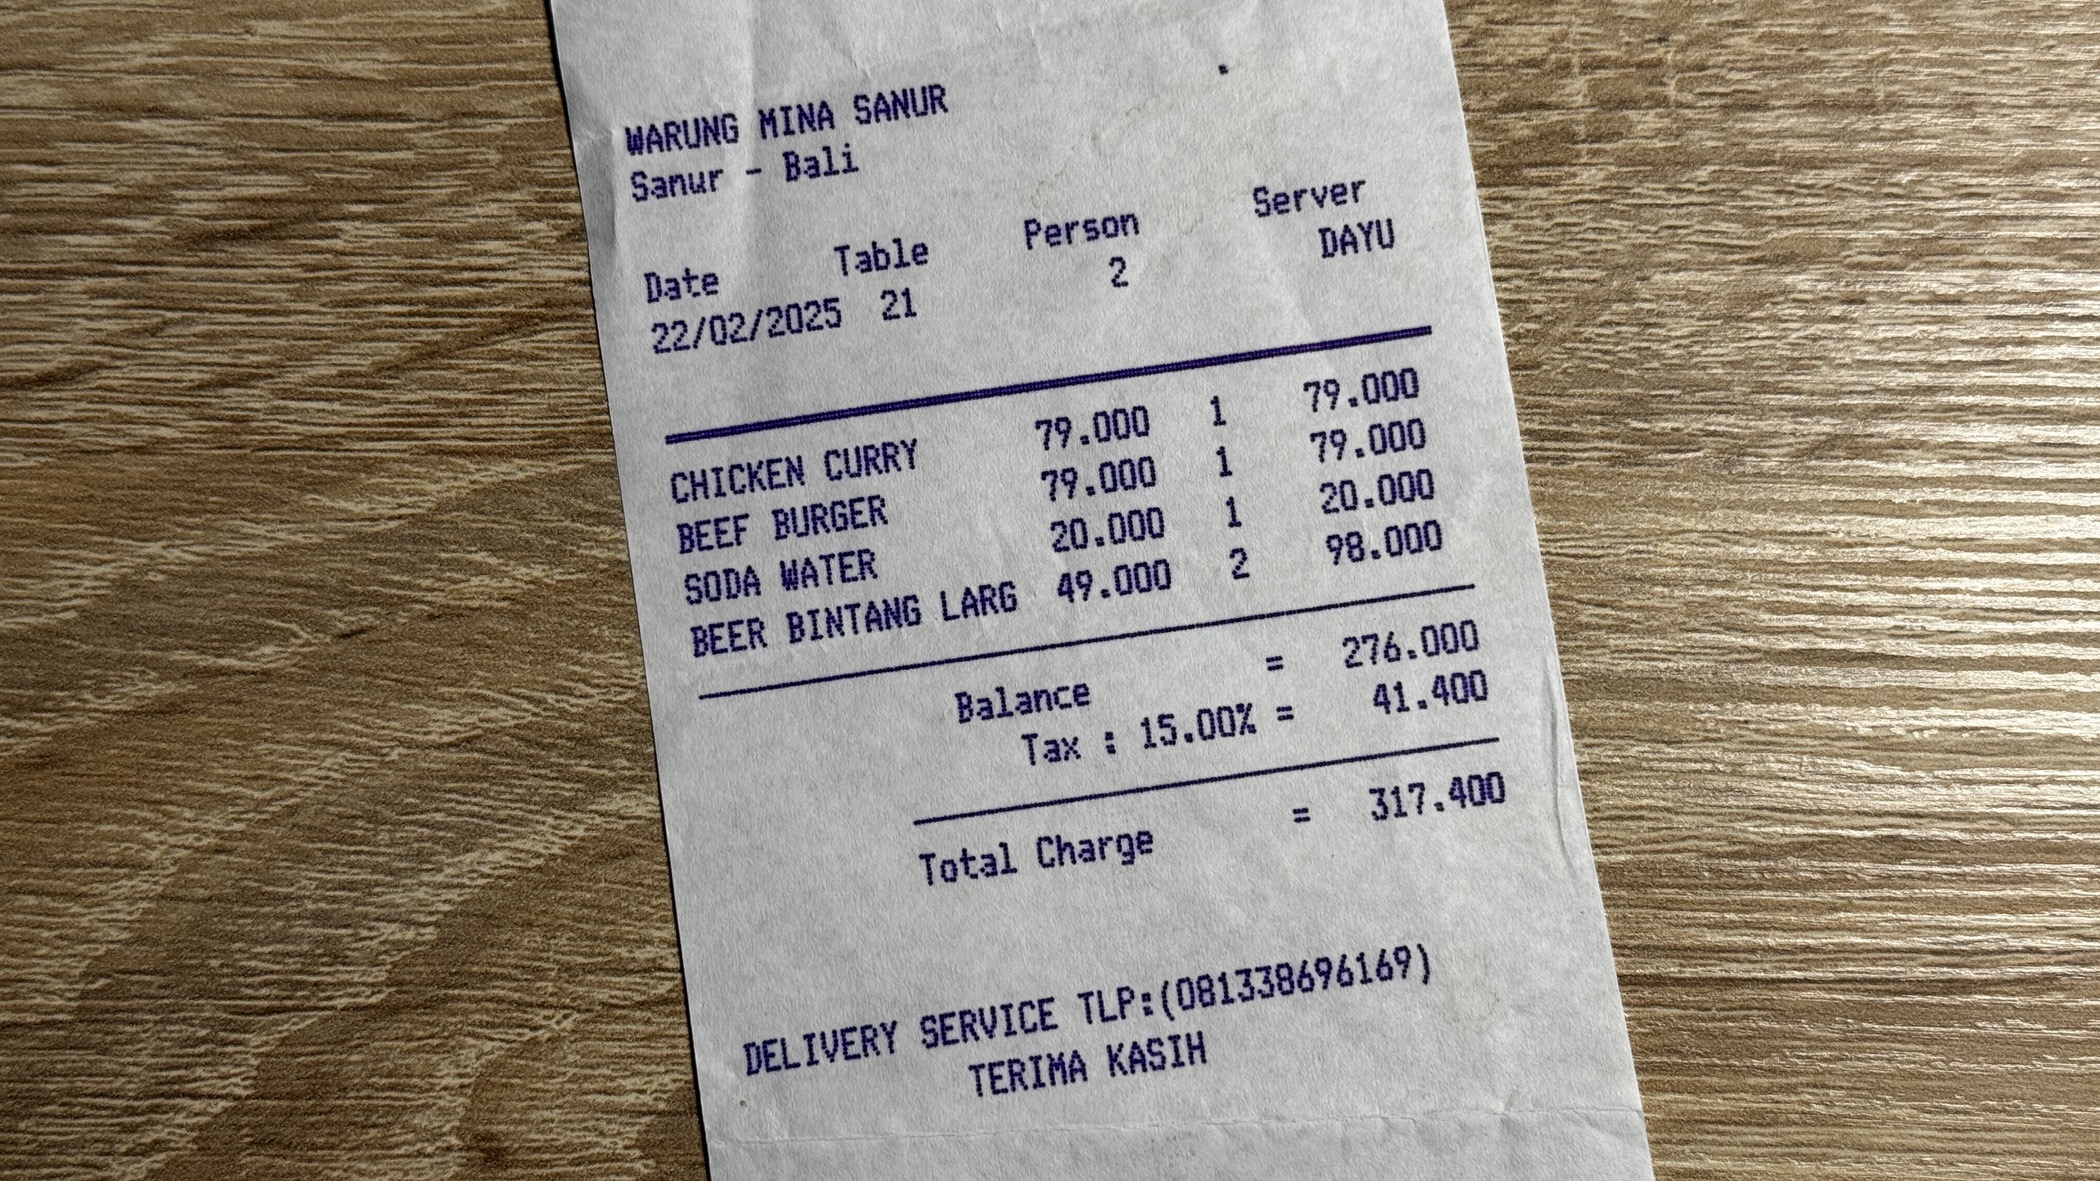 WARUNG MINA SANUR
Sanur - Bali
Date Table Person Server
22/02/2025 21 2 DAYU
CHICKEN CURRY 79.000 1 79.000
BEEF BURGER 79.000 1 79.000
SODA WATER 20.000 1 20.000
BEER BINTANG LARG 49.000 2 98.000
Balance = 276.000
Tax : 15.00% = 41.400
Total Charge = 317.400
DELIVERY SERVICE TLP:(081338696169)
TERIMA KASIH